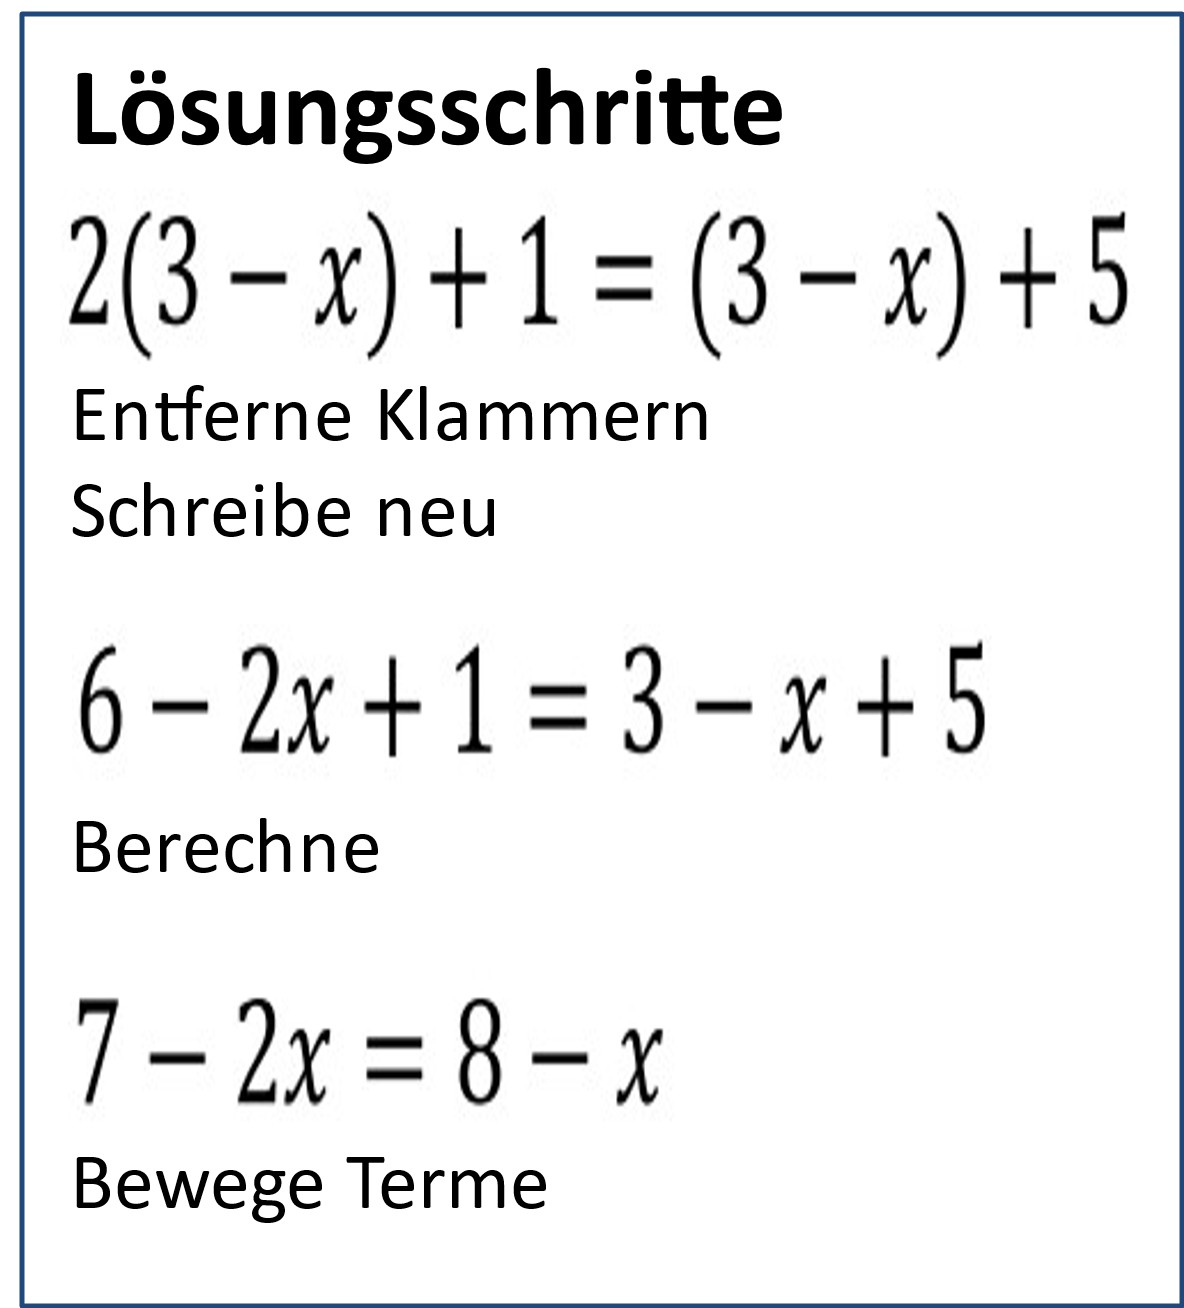 Lösungsschritte
2(3 − x) + 1 = (3 − x) + 5
Entferne Klammern
Schreibe neu
6 − 2x + 1 = 3 − x + 5
Berechne
7 − 2x = 8 − x
Bewege Terme